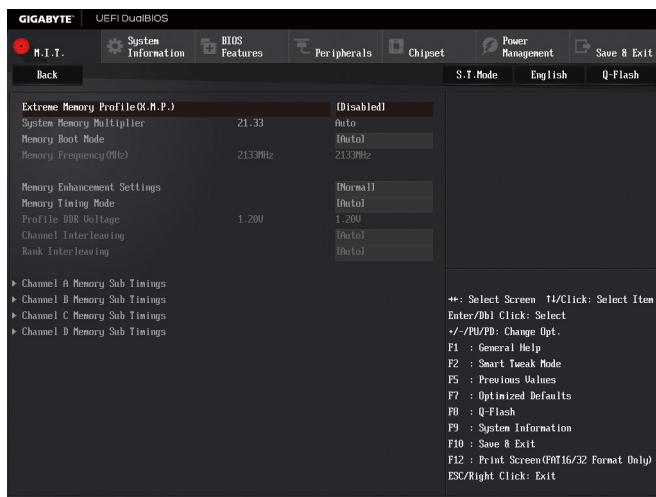 GIGABYTE™ UEFI DualBIOS
M.I.T.
System Information
BIOS Features
Peripherals
Chipset
Power Management
Save & Exit
Back
S.T.Mode English Q-Flash
Extreme Memory Profile(X.M.P.) [Disabled]
System Memory Multiplier 21.33 Auto
Memory Boot Mode [Auto]
Memory Frequency(MHz) 2133MHz 2133MHz
Memory Enhancement Settings [Normal]
Memory Timing Mode [Auto]
Profile DDR Voltage 1.20V 1.20V
Channel Interleaving [Auto]
Rank Interleaving [Auto]
Channel A Memory Sub Timings
Channel B Memory Sub Timings
Channel C Memory Sub Timings
Channel D Memory Sub Timings
→←: Select Screen ↑↓/Click: Select Item
Enter/Dbl Click: Select
+/-/PU/PD: Change Opt.
F1 : General Help
F2 : Smart Tweak Mode
F5 : Previous Values
F7 : Optimized Defaults
F8 : Q-Flash
F9 : System Information
F10 : Save & Exit
F12 : Print Screen(FAT16/32 Format Only)
ESC/Right Click: Exit